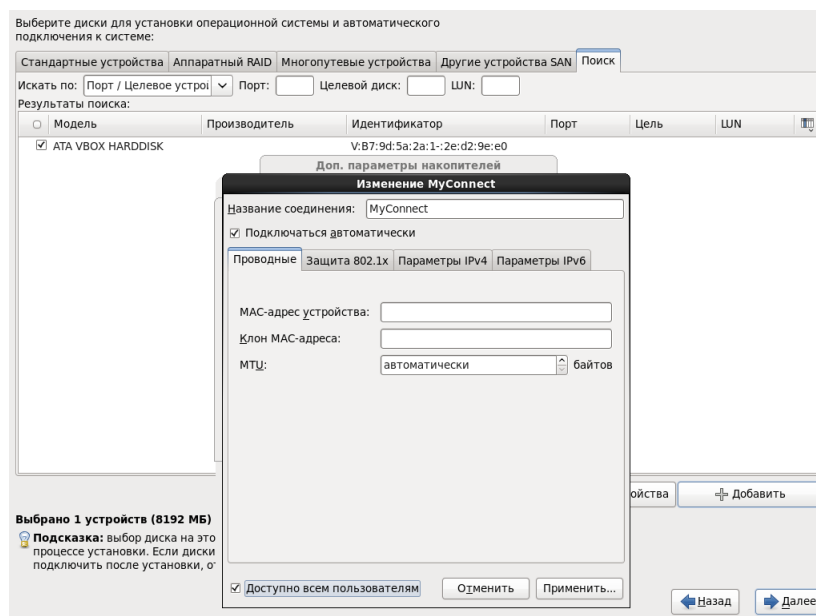 Выберите диски для установки операционной системы и автоматического
подключения к системе:
Стандартные устройства Аппаратный RAID Многопутевые устройства Другие устройства SAN Поиск
Искать по: Порт / Целевое устрой Порт: Целевой диск: LUN:
Результаты поиска:
Модель Производитель Идентификатор Порт Цель LUN
ATA VBOX HARDDISK V:B7:9d:5a:2a:1-:2e:d2:9e:e0
Доп. параметры накопителей
Изменение MyConnect
Название соединения: MyConnect
Подключаться автоматически
Проводные Защита 802.1x Параметры IPv4 Параметры IPv6
MAC-адрес устройства:
Клон MAC-адреса:
MTU: автоматически байтов
ойства Добавить
Выбрано 1 устройств (8192 МБ)
Подсказка: выбор диска на это
процессе установки. Если диски
подключить после установки, о
Доступно всем пользователям Отменить Применить...
Назад Далее